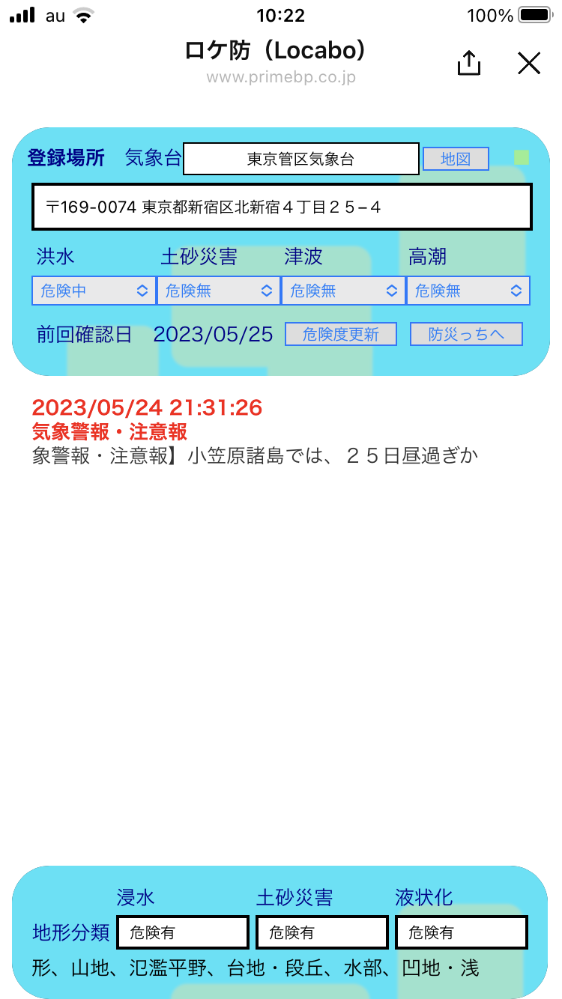 au 10:22 100%
ロケ防（Locabo）
www.primebp.co.jp
登録場所 気象台 東京管区気象台 地図
〒169-0074 東京都新宿区北新宿４丁目２５−４
洪水 土砂災害 津波 高潮
危険中 危険無 危険無 危険無
前回確認日 2023/05/25 危険度更新 防災っちへ
2023/05/24 21:31:26
気象警報・注意報
象警報・注意報】小笠原諸島では、２５日昼過ぎか
浸水 土砂災害 液状化
地形分類 危険有 危険有 危険有
形、山地、氾濫平野、台地・段丘、水部、凹地・浅